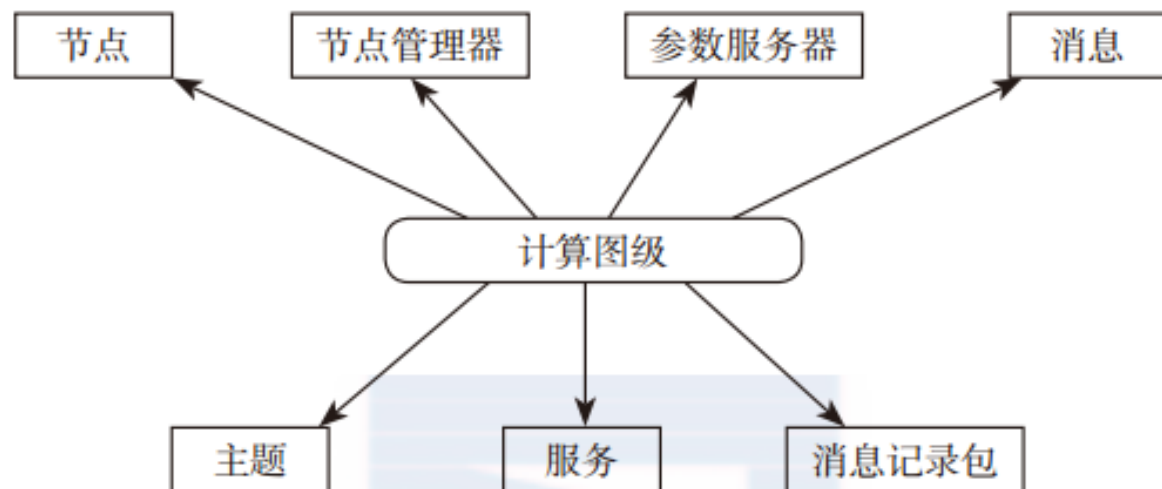 节点
节点管理器
参数服务器
消息
计算图级
主题
服务
消息记录包